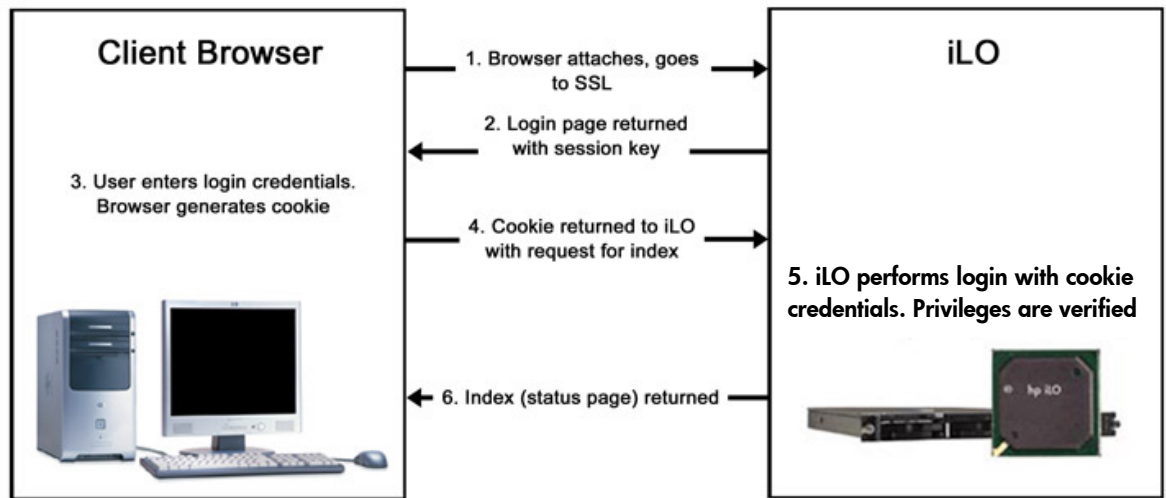 Client Browser
iLO
1. Browser attaches, goes
to SSL
2. Login page returned
with session key
3. User enters login credentials.
Browser generates cookie
4. Cookie returned to iLO
with request for index
5. iLO performs login with cookie
credentials. Privileges are verified
6. Index (status page) returned
hp iLO